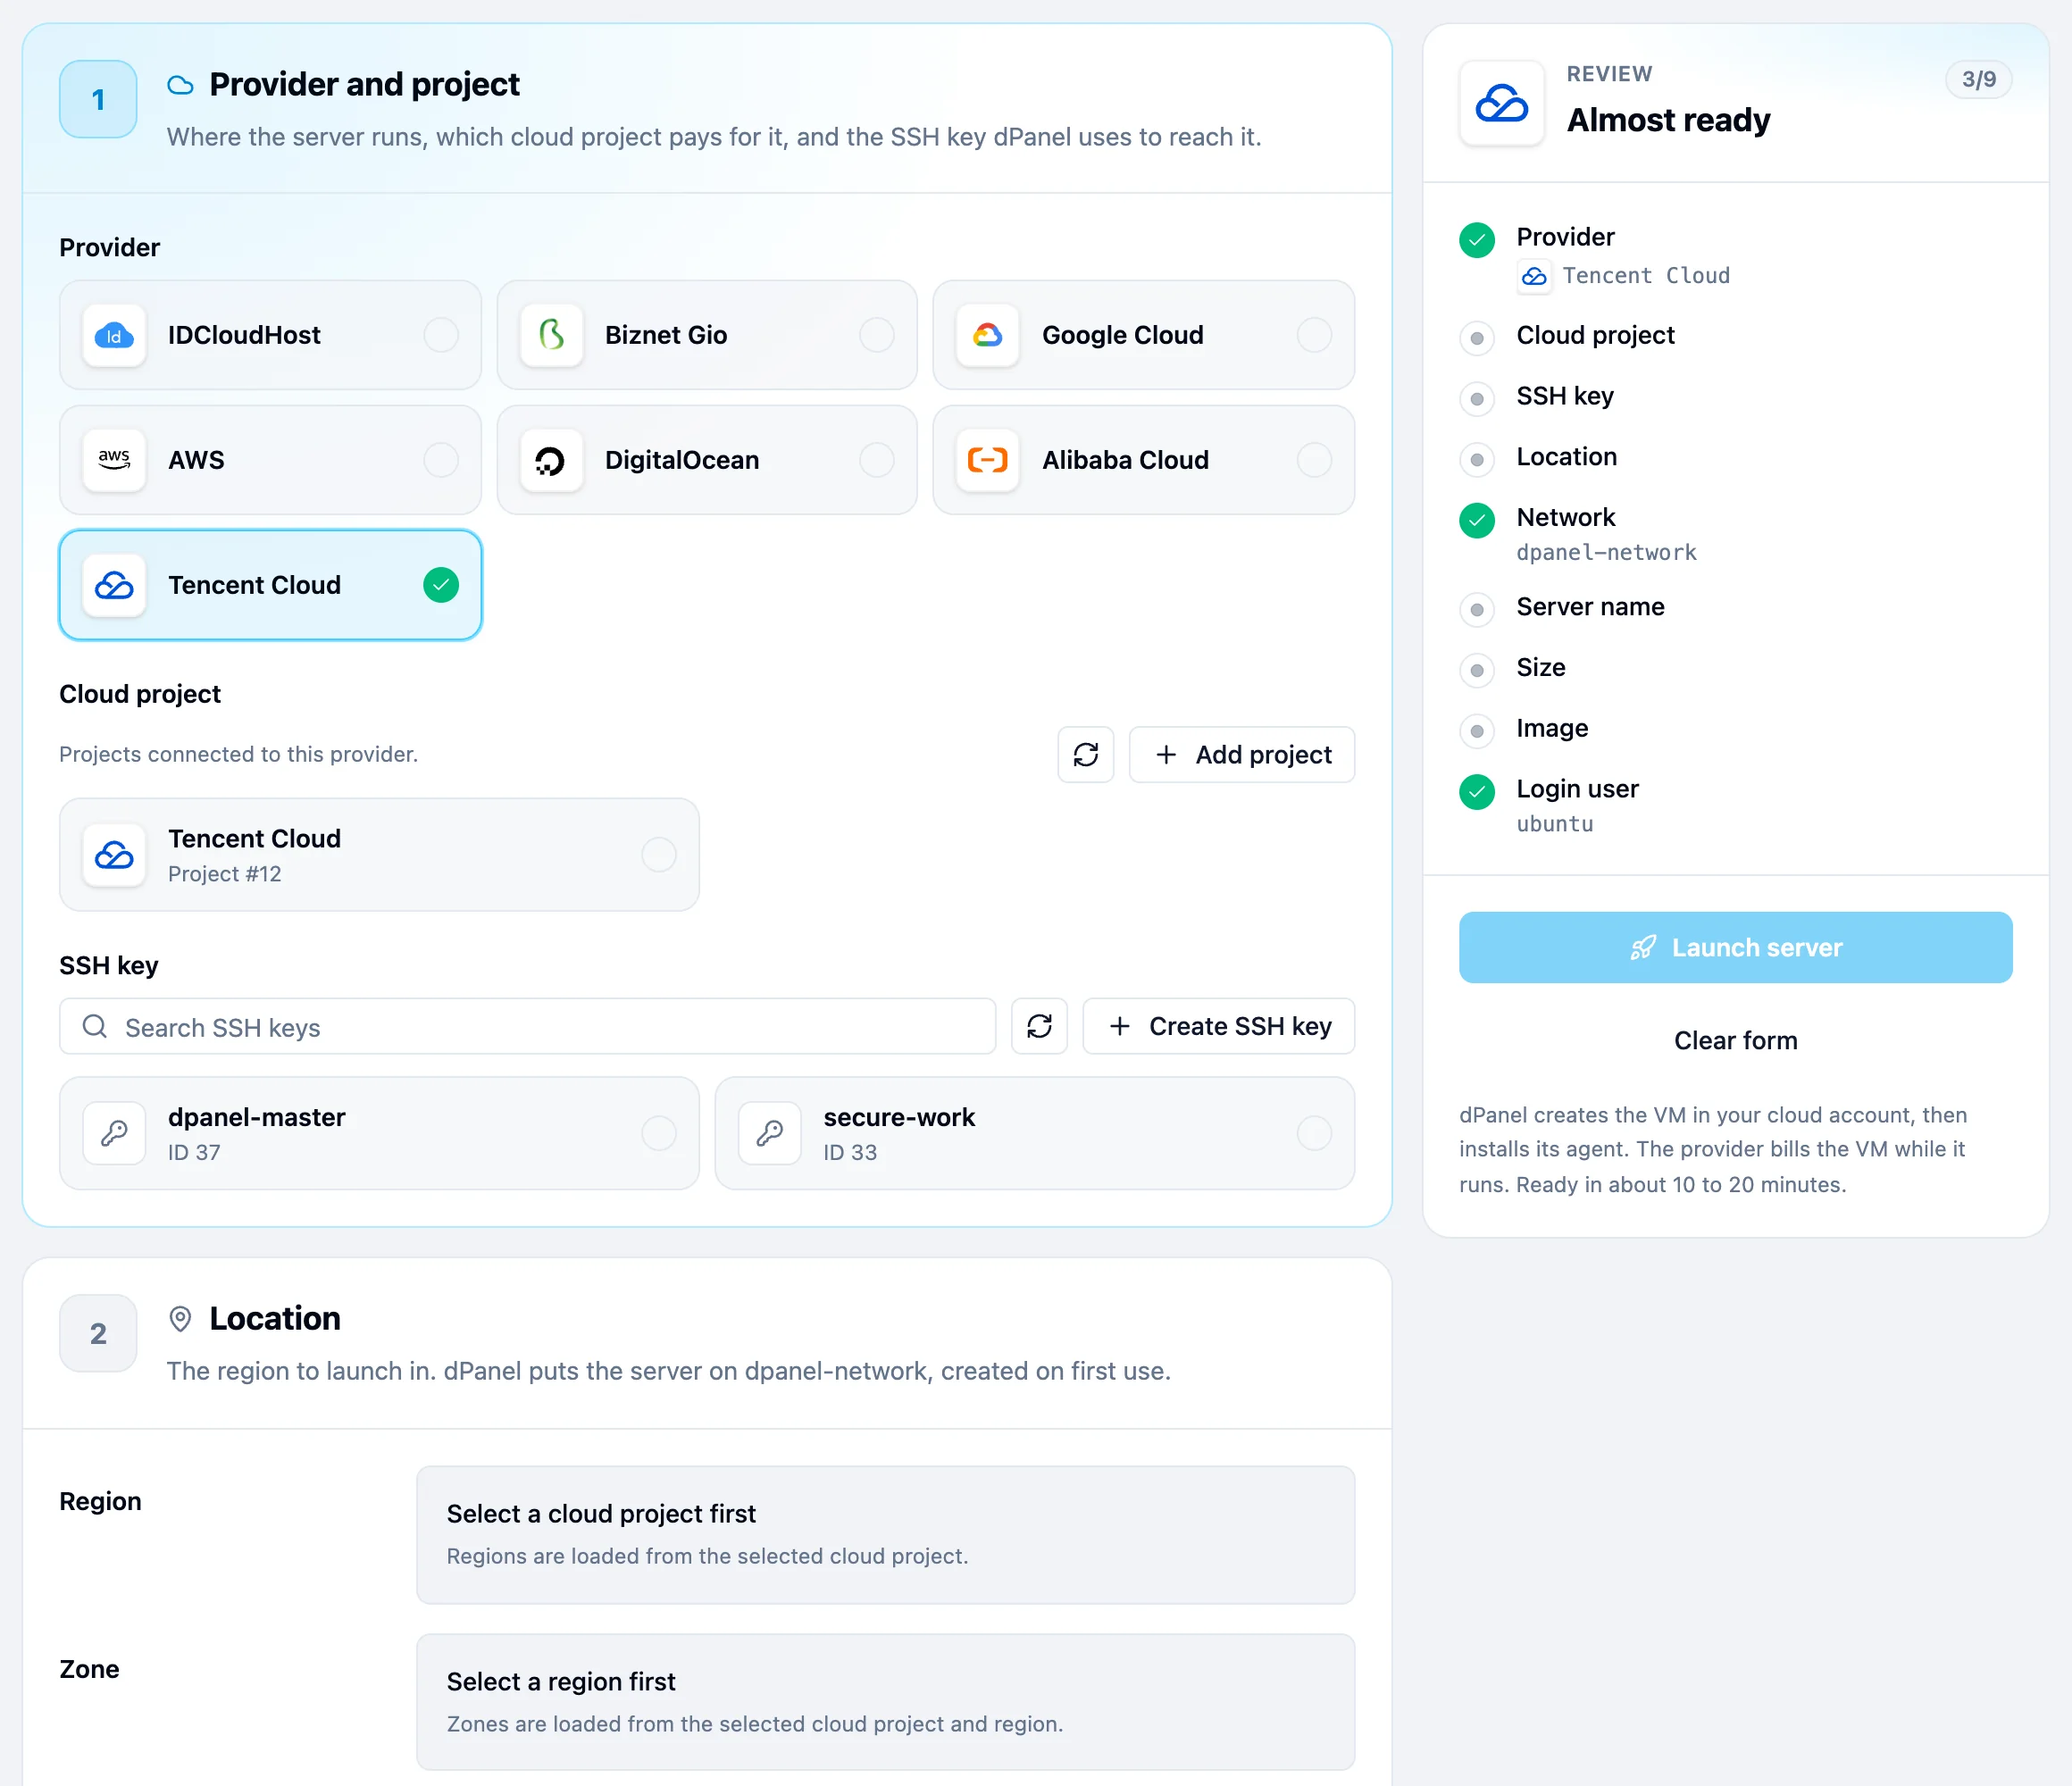 1
Provider and project
Where the server runs, which cloud project pays for it, and the SSH key dPanel uses to reach it.
Provider
Id
IDCloudHost
Biznet Gio
Google Cloud
aws
AWS
DigitalOcean
Alibaba Cloud
Tencent Cloud
Cloud project
Projects connected to this provider.
Add project
Tencent Cloud
Project #12
SSH key
Search SSH keys
Create SSH key
dpanel-master
ID 37
secure-work
ID 33
2
Location
The region to launch in. dPanel puts the server on dpanel-network, created on first use.
Region
Select a cloud project first
Regions are loaded from the selected cloud project.
Zone
Select a region first
Zones are loaded from the selected cloud project and region.
REVIEW
3/9
Almost ready
Provider
Tencent Cloud
Cloud project
SSH key
Location
Network
dpanel-network
Server name
Size
Image
Login user
ubuntu
Launch server
Clear form
dPanel creates the VM in your cloud account, then
installs its agent. The provider bills the VM while it
runs. Ready in about 10 to 20 minutes.